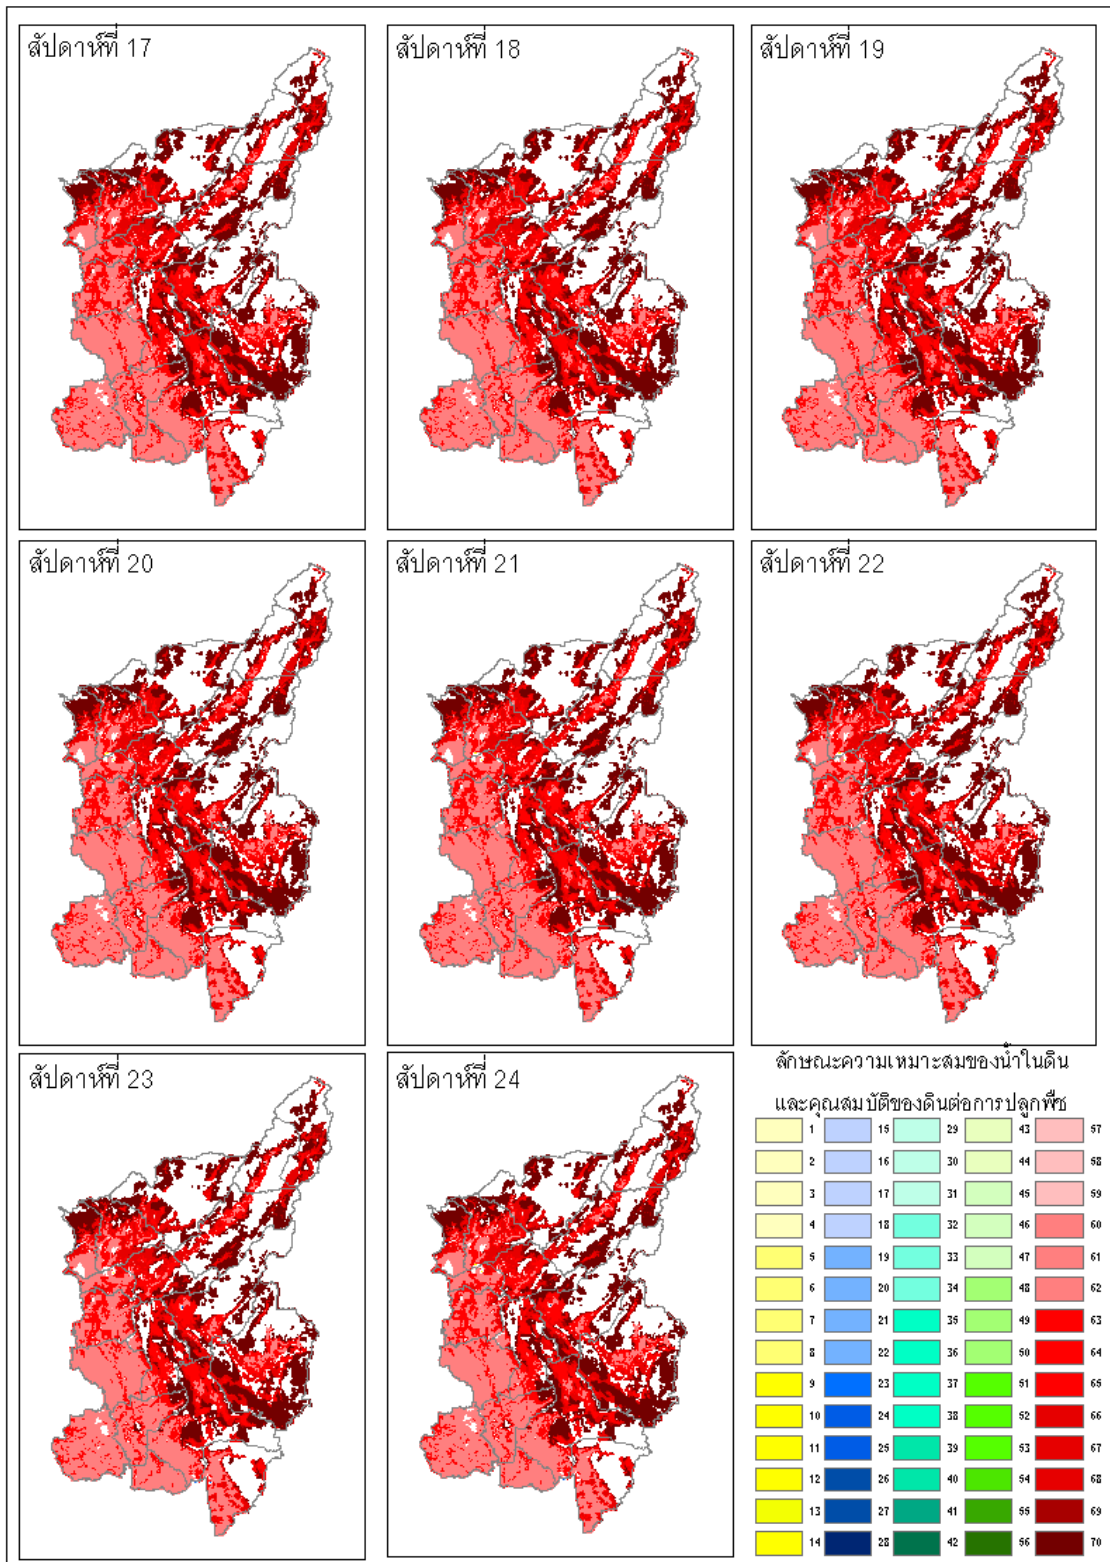 สัปดาห์ที่ 17
สัปดาห์ที่ 18
สัปดาห์ที่ 19
สัปดาห์ที่ 20
สัปดาห์ที่ 21
สัปดาห์ที่ 22
สัปดาห์ที่ 23
สัปดาห์ที่ 24
ลักษณะความเหมาะสมของน้ำในดิน
และคุณสมบัติของดินต่อการปลูกพืช
1 15 29 43 57
2 16 30 44 58
3 17 31 45 59
4 18 32 46 60
5 19 33 47 61
6 20 34 48 62
7 21 35 49 63
8 22 36 50 64
9 23 37 51 65
10 24 38 52 66
11 25 39 53 67
12 26 40 54 68
13 27 41 55 69
14 28 42 56 70